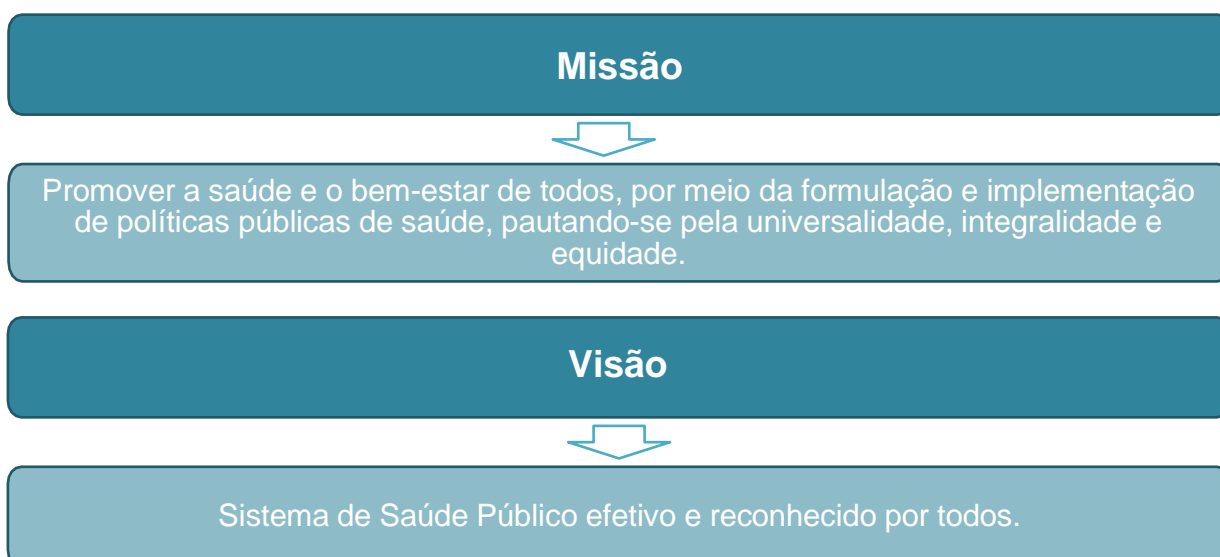 Missão
Promover a saúde e o bem-estar de todos, por meio da formulação e implementação
de políticas públicas de saúde, pautando-se pela universalidade, integralidade e
equidade.
Visão
Sistema de Saúde Público efetivo e reconhecido por todos.